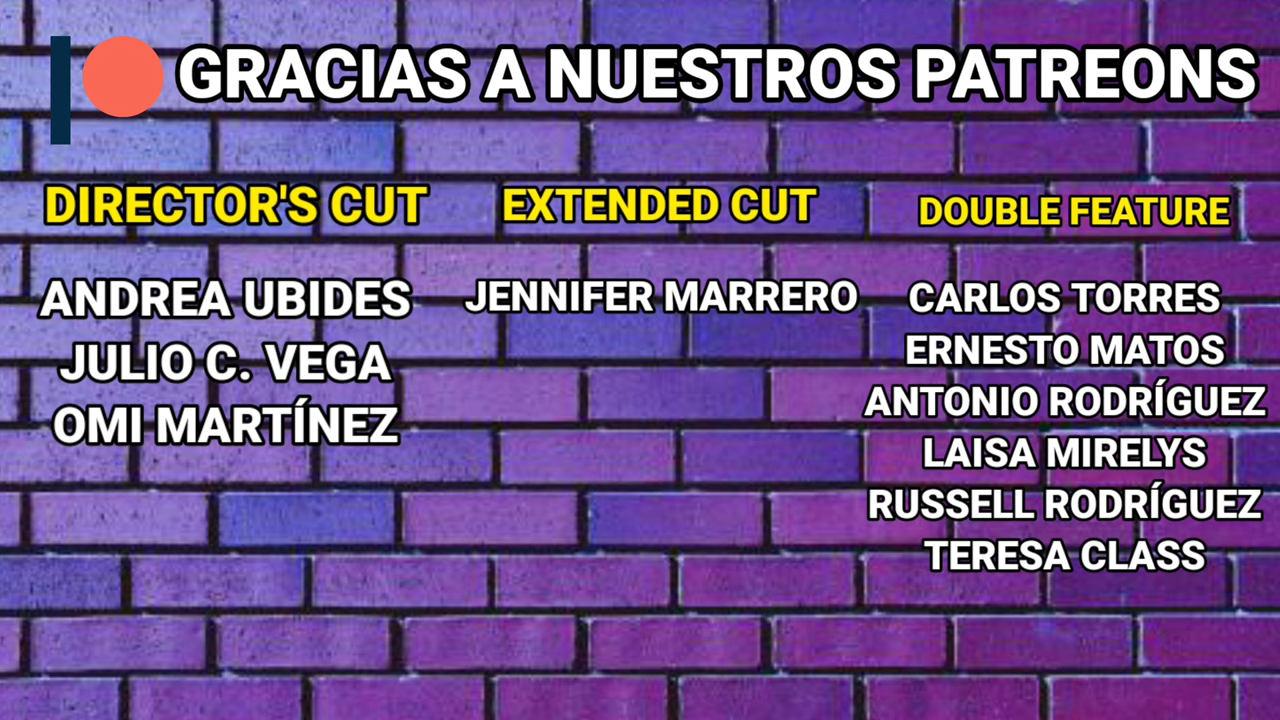 GRACIAS A NUESTROS PATREONS
DIRECTOR'S CUT
ANDREA UBIDES
JULIO C. VEGA
OMI MARTÍNEZ
EXTENDED CUT
JENNIFER MARRERO
DOUBLE FEATURE
CARLOS TORRES
ERNESTO MATOS
ANTONIO RODRÍGUEZ
LAISA MIRELYS
RUSSELL RODRÍGUEZ
TERESA CLASS